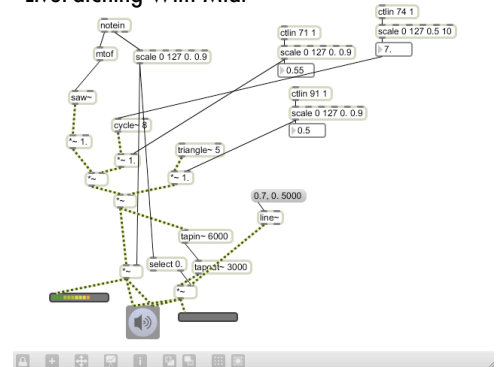 LivePatching With Midi
notein
ctlin 74 1
ctlin 71 1
scale 0 127 0.5 10
mtof
scale 0 127 0. 0.9
scale 0 127 0. 0.9
7.
0.55
saw~
ctlin 91 1
scale 0 127 0. 0.9
cycle~ 8
0.5
*~ 1.
triangle~ 5
*~ 1.
*~
*~ 1.
*~
0.7, 0. 5000
line~
tapin~ 6000
select 0.
tapout~ 3000
*~
*~